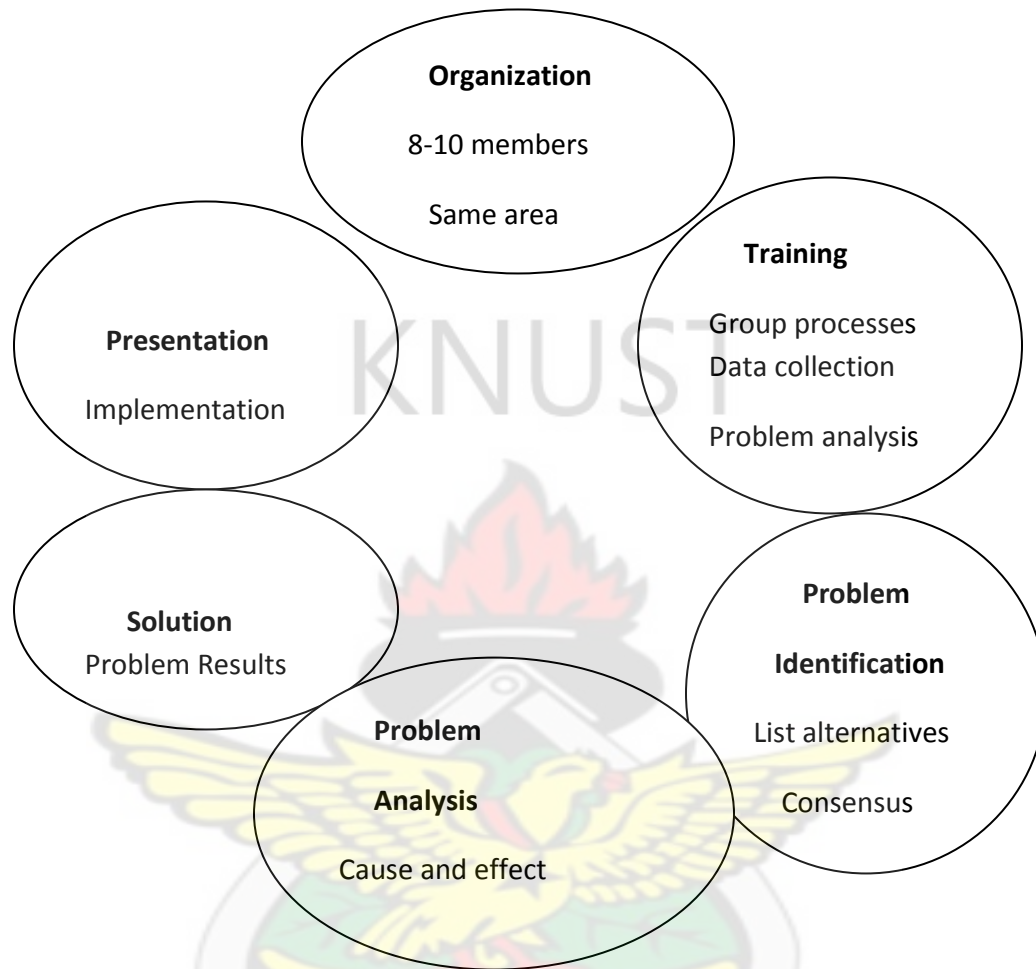 Organization
8-10 members
Same area
Training
Group processes
Data collection
Problem analysis
Problem
Identification
List alternatives
Consensus
Problem
Analysis
Cause and effect
Solution
Problem Results
Presentation
Implementation
KNUST